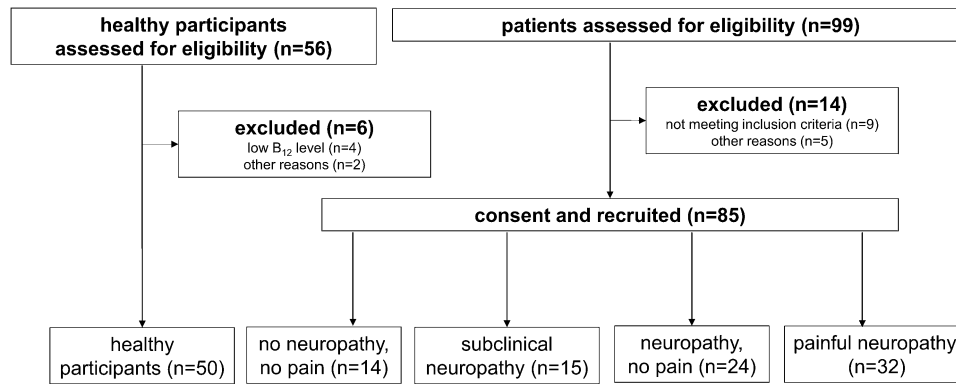 healthy participants
assessed for eligibility (n=56)
patients assessed for eligibility (n=99)
excluded (n=6)
low B₁₂ level (n=4)
other reasons (n=2)
excluded (n=14)
not meeting inclusion criteria (n=9)
other reasons (n=5)
consent and recruited (n=85)
healthy
participants (n=50)
no neuropathy,
no pain (n=14)
subclinical
neuropathy (n=15)
neuropathy,
no pain (n=24)
painful neuropathy
(n=32)